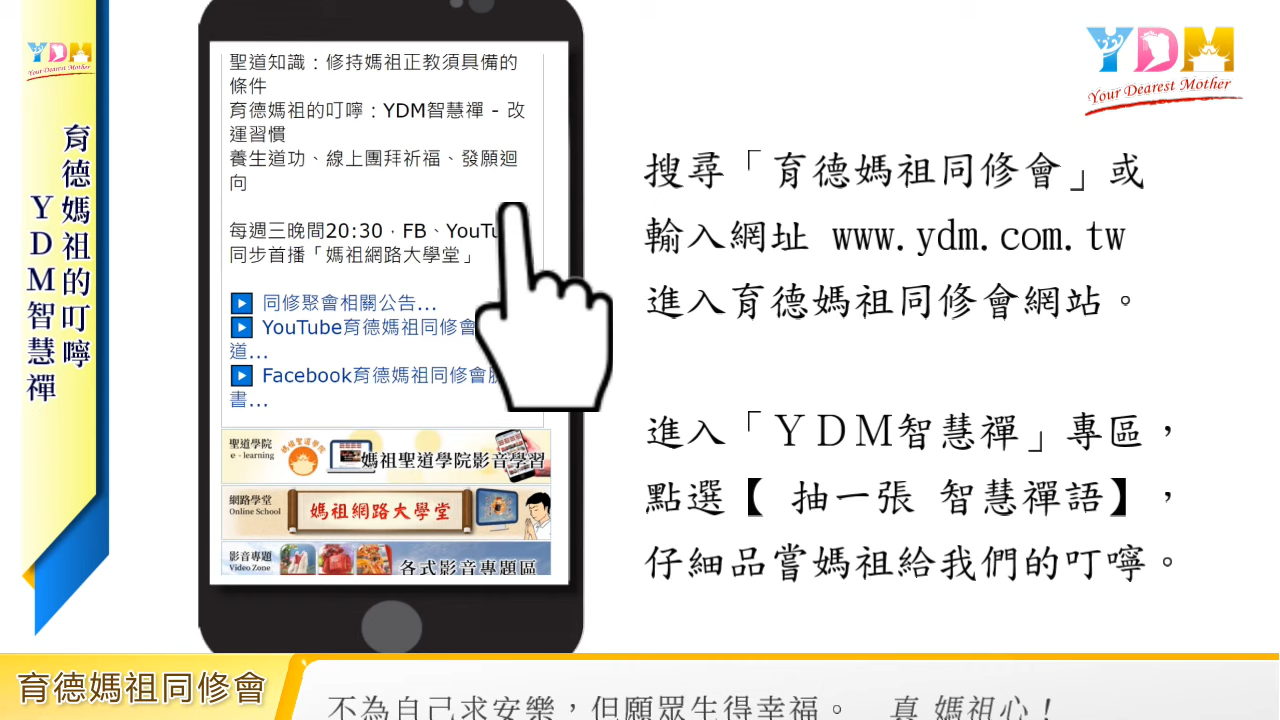 YDM
Your Dearest Mother
育德媽祖的叮嚀
YDM智慧禪
聖道知識：修持媽祖正教須具備的
條件
育德媽祖的叮嚀：YDM智慧禪 - 改
運習慣
養生道功、線上團拜祈福、發願迴
向
每週三晚間20:30，FB、YouTu
同步首播「媽祖網路大學堂」
同修聚會相關公告...
YouTube育德媽祖同修會
道...
Facebook育德媽祖同修會
書...
聖道學院
e - learning
媽祖聖道學院
媽祖聖道學院影音學習
網路學堂
Online School
媽祖網路大學堂
影音專題
Video Zone
各式影音專題區
YDM
Your Dearest Mother
搜尋「育德媽祖同修會」或
輸入網址 www.ydm.com.tw
進入育德媽祖同修會網站。
進入「ＹＤＭ智慧禪」專區，
點選【 抽一張 智慧禪語】，
仔細品嘗媽祖給我們的叮嚀。
育德媽祖同修會
不為自己求安樂，但願眾生得幸福。 真 媽祖心！